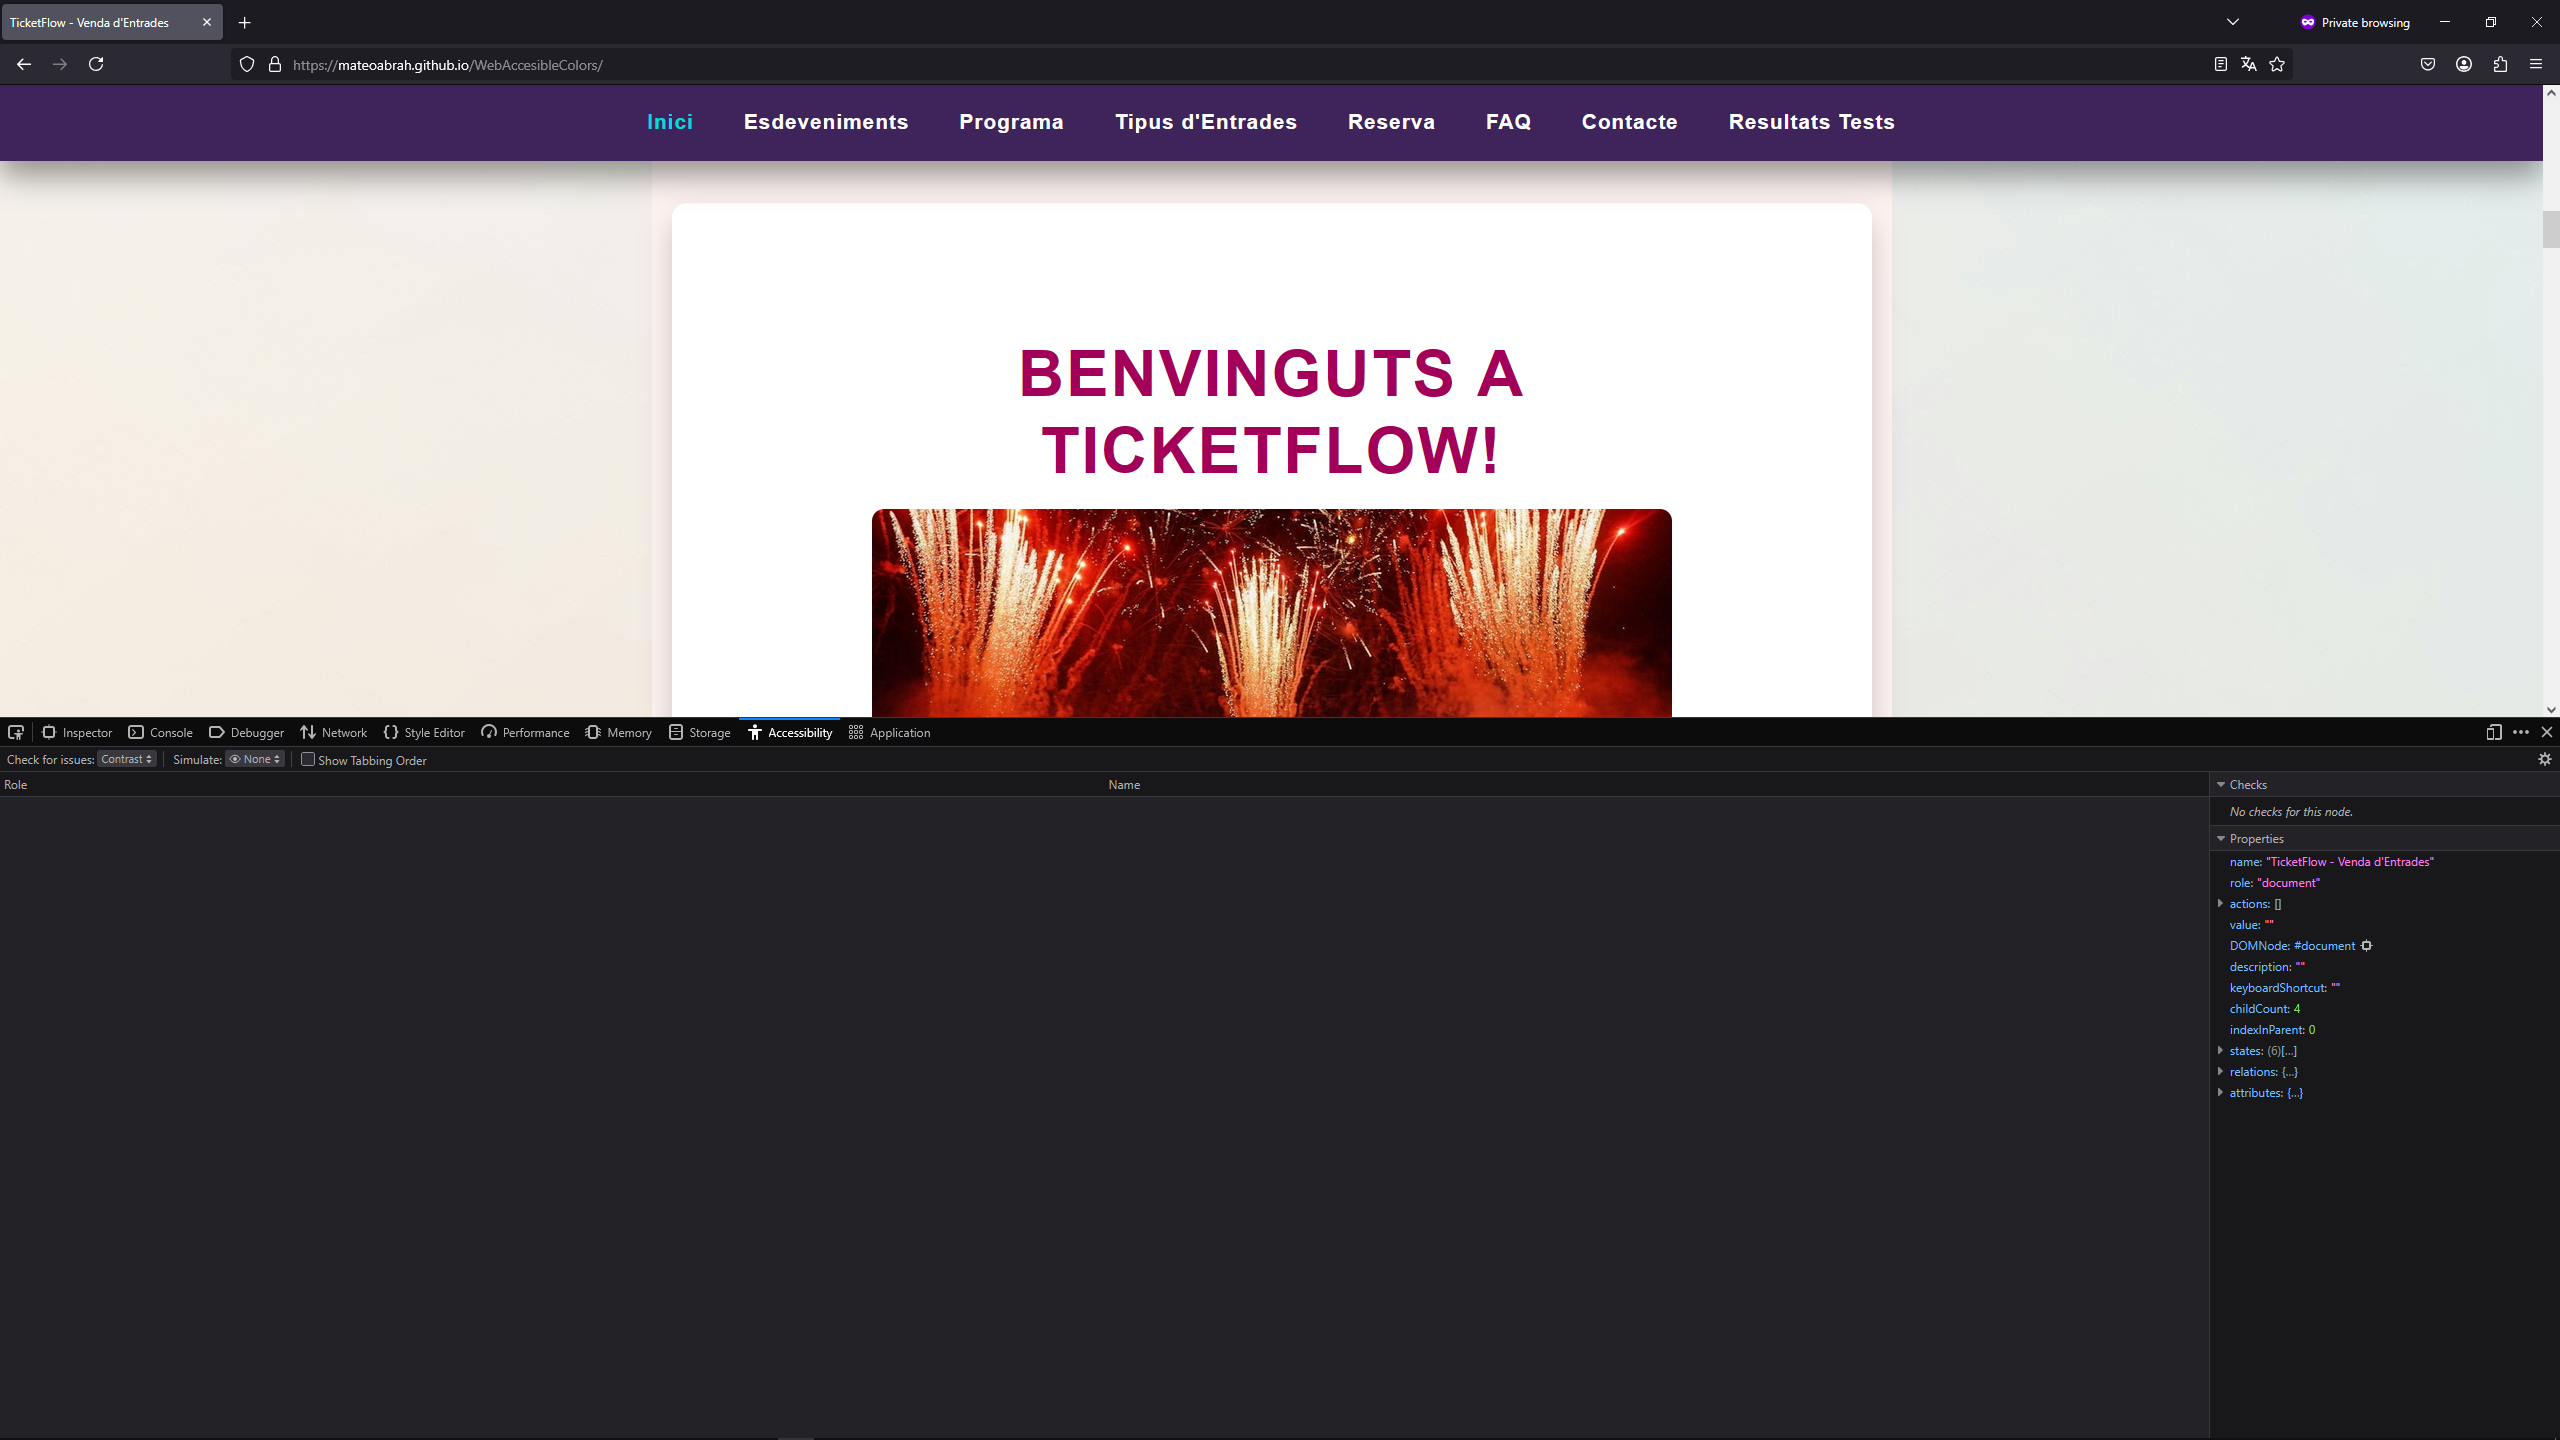 TicketFlow - Venda d'Entrades
Private browsing
https://mateoabrah.github.io/WebAccesibleColors/
Inici Esdeveniments Programa Tipus d'Entrades Reserva FAQ Contacte Resultats Tests
BENVINGUTS A
TICKETFLOW!
Inspector Console Debugger Network Style Editor Performance Memory Storage Accessibility Application
Check for issues: Contrast Simulate: None Show Tabbing Order
Role Name
Checks
No checks for this node.
Properties
name: "TicketFlow - Venda d'Entrades"
role: "document"
actions: []
value: ""
DOMNode: #document
description: ""
keyboardShortcut: ""
childCount: 4
indexInParent: 0
states: (6)[…]
relations: {…}
attributes: {…}